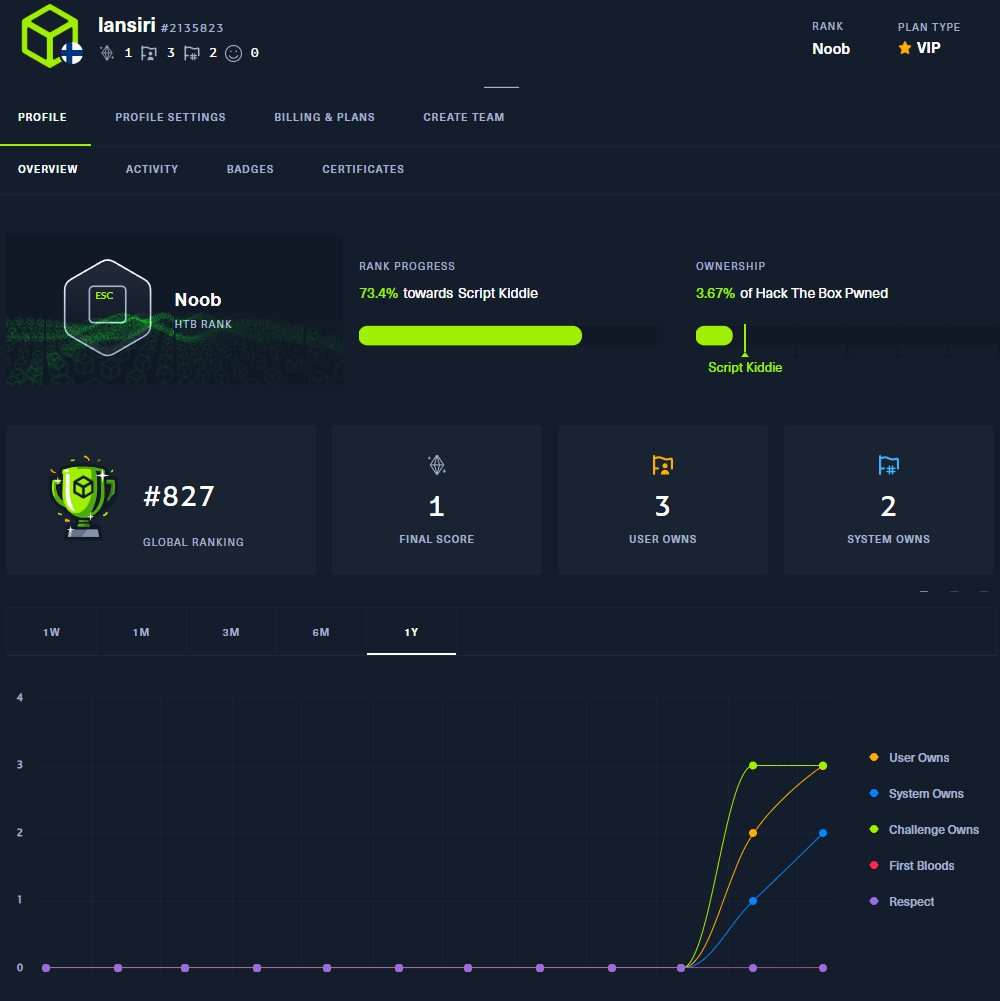 lansiri #2135823
1 3 2 0
RANK
Noob
PLAN TYPE
VIP
PROFILE PROFILE SETTINGS BILLING & PLANS CREATE TEAM
OVERVIEW ACTIVITY BADGES CERTIFICATES
ESC
Noob
HTB RANK
RANK PROGRESS
73.4% towards Script Kiddie
OWNERSHIP
3.67% of Hack The Box Pwned
Script Kiddie
#827
GLOBAL RANKING
1
FINAL SCORE
3
USER OWNS
2
SYSTEM OWNS
1W 1M 3M 6M 1Y
4
3
2
1
0
User Owns
System Owns
Challenge Owns
First Bloods
Respect